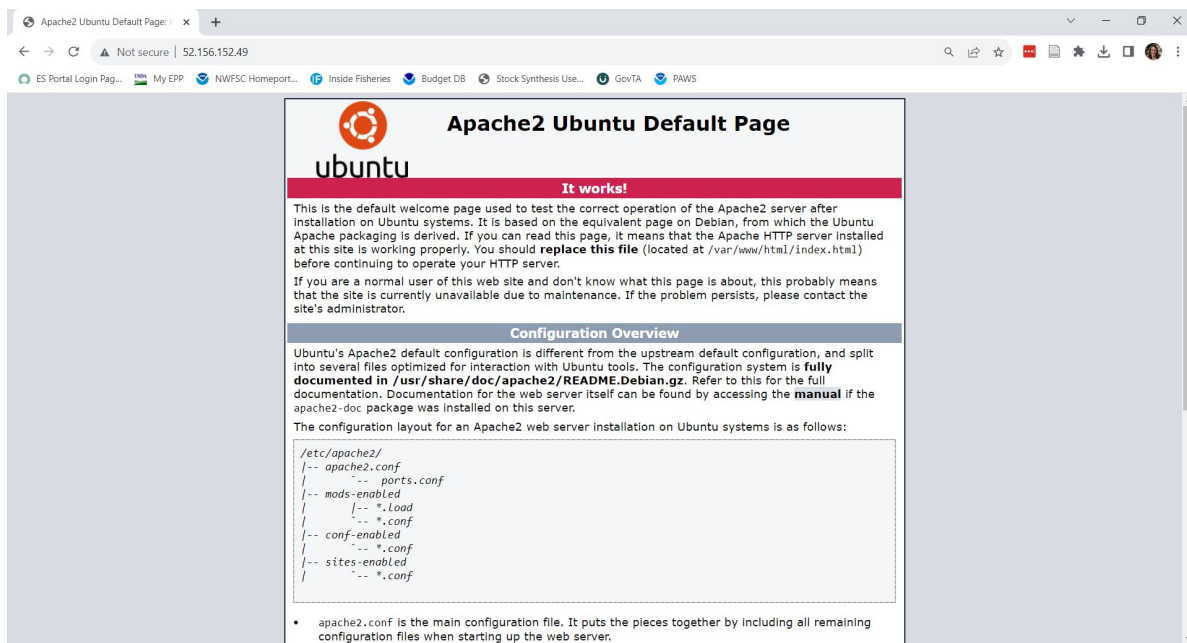 Apache2 Ubuntu Default Page:
Not secure | 52.156.152.49
ES Portal Login Pag... My EPP NWFSC Homeport... Inside Fisheries Budget DB Stock Synthesis Use... GovTA PAWS
ubuntu
Apache2 Ubuntu Default Page
It works!
This is the default welcome page used to test the correct operation of the Apache2 server after
installation on Ubuntu systems. It is based on the equivalent page on Debian, from which the Ubuntu
Apache packaging is derived. If you can read this page, it means that the Apache HTTP server installed
at this site is working properly. You should replace this file (located at /var/www/html/index.html)
before continuing to operate your HTTP server.
If you are a normal user of this web site and don't know what this page is about, this probably means
that the site is currently unavailable due to maintenance. If the problem persists, please contact the
site's administrator.
Configuration Overview
Ubuntu's Apache2 default configuration is different from the upstream default configuration, and split
into several files optimized for interaction with Ubuntu tools. The configuration system is fully
documented in /usr/share/doc/apache2/README.Debian.gz. Refer to this for the full
documentation. Documentation for the web server itself can be found by accessing the manual if the
apache2-doc package was installed on this server.
The configuration layout for an Apache2 web server installation on Ubuntu systems is as follows:
/etc/apache2/
|-- apache2.conf
|       `--  ports.conf
|-- mods-enabled
|       |-- *.load
|       `-- *.conf
|-- conf-enabled
|       `-- *.conf
|-- sites-enabled
|       `-- *.conf
• apache2.conf is the main configuration file. It puts the pieces together by including all remaining
configuration files when starting up the web server.